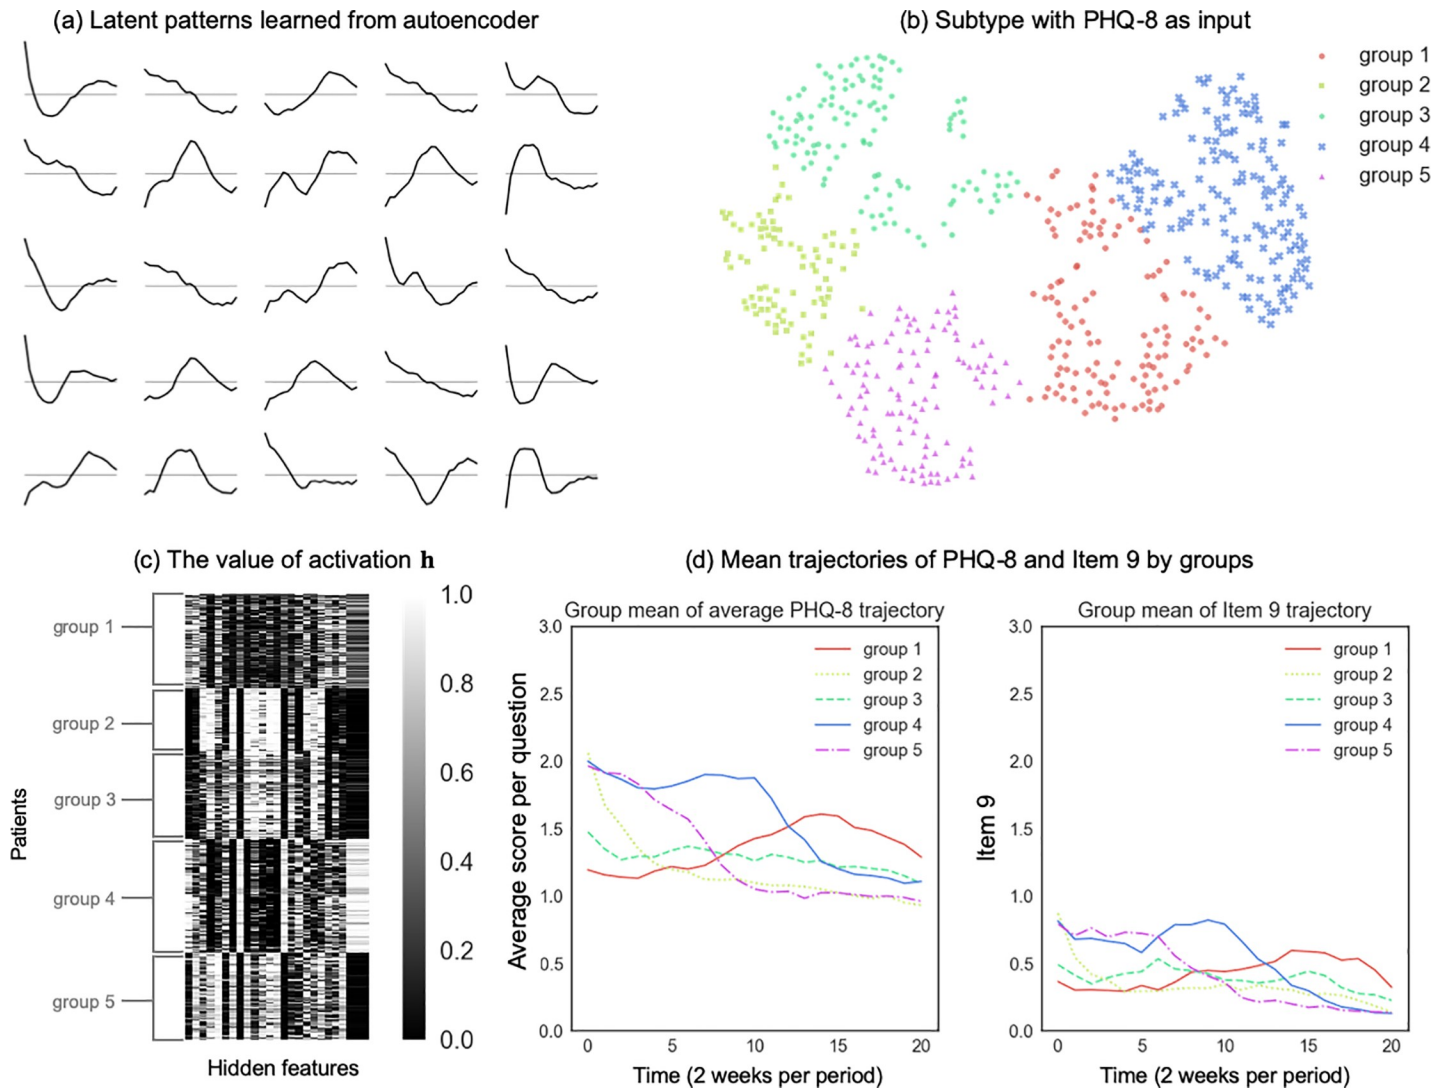 (a) Latent patterns learned from autoencoder
(b) Subtype with PHQ-8 as input
group 1
group 2
group 3
group 4
group 5
(c) The value of activation h
group 1
group 2
group 3
group 4
group 5
Patients
Hidden features
1.0
0.8
0.6
0.4
0.2
0.0
(d) Mean trajectories of PHQ-8 and Item 9 by groups
Group mean of average PHQ-8 trajectory
3.0
2.5
2.0
1.5
1.0
0.5
0.0
Average score per question
group 1
group 2
group 3
group 4
group 5
0 5 10 15 20
Time (2 weeks per period)
Group mean of Item 9 trajectory
3.0
2.5
2.0
1.5
1.0
0.5
0.0
Item 9
group 1
group 2
group 3
group 4
group 5
0 5 10 15 20
Time (2 weeks per period)